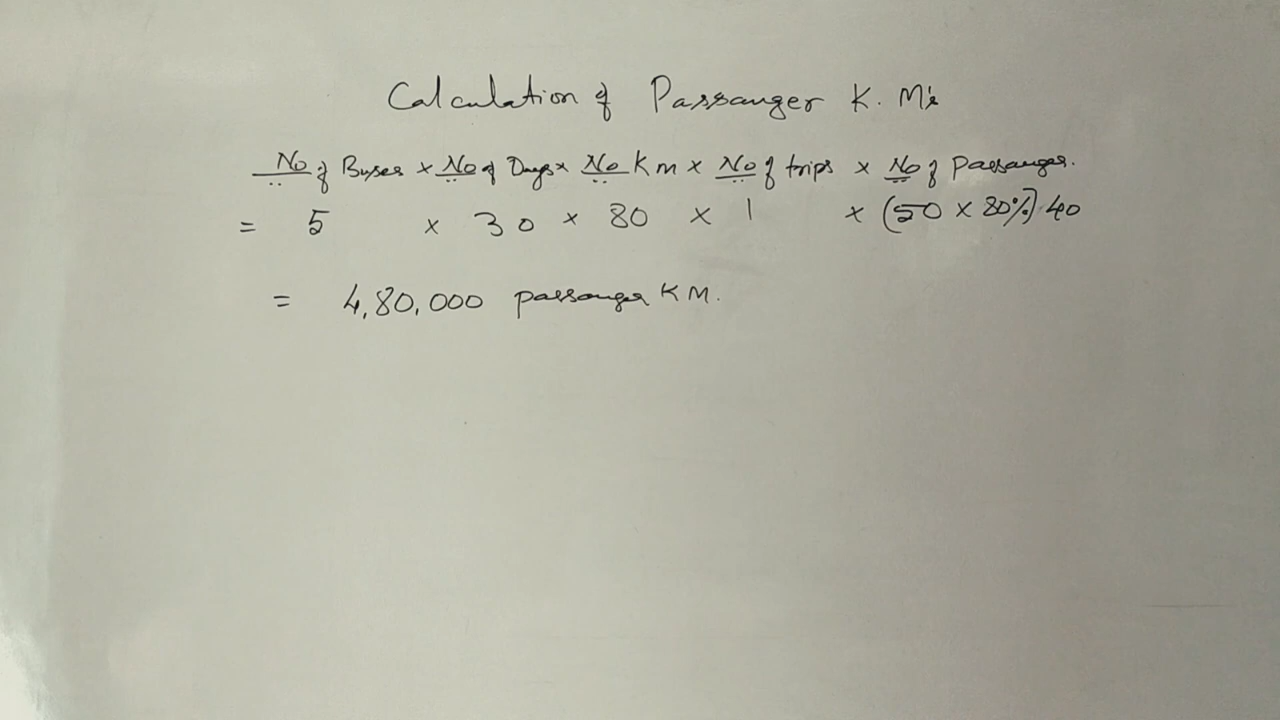 Calculation of Passanger K. M's
No of Buses × No of Days × No Km × No of trips × No of Passanger.
= 5 × 30 × 80 × 1 × (50 × 80%) 40
= 4,80,000 passanger KM.